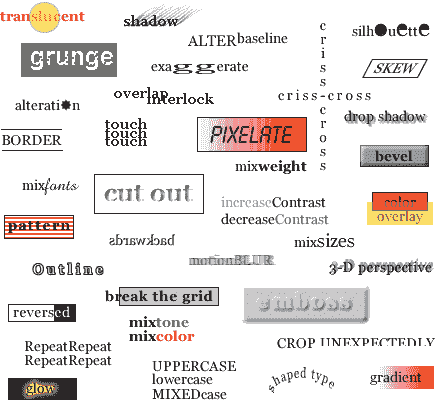 translucent
shadow
ALTERbaseline
silhouette
grunge
exaggerate
SKEW
criss-cross
criss-cross
overlap
interlock
alteration
drop shadow
BORDER
touch
touch
touch
PIXELATE
bevel
mixweight
mixfonts
cut out
increaseContrast
decreaseContrast
color
overlay
pattern
backwards
mixsizes
Outline
motionBLUR
3-D perspective
reversed
break the grid
emboss
mixtone
mixcolor
CROP UNEXPECTEDLY
RepeatRepeat
RepeatRepeat
UPPERCASE
lowercase
MIXEDcase
shaped type
gradient
glow